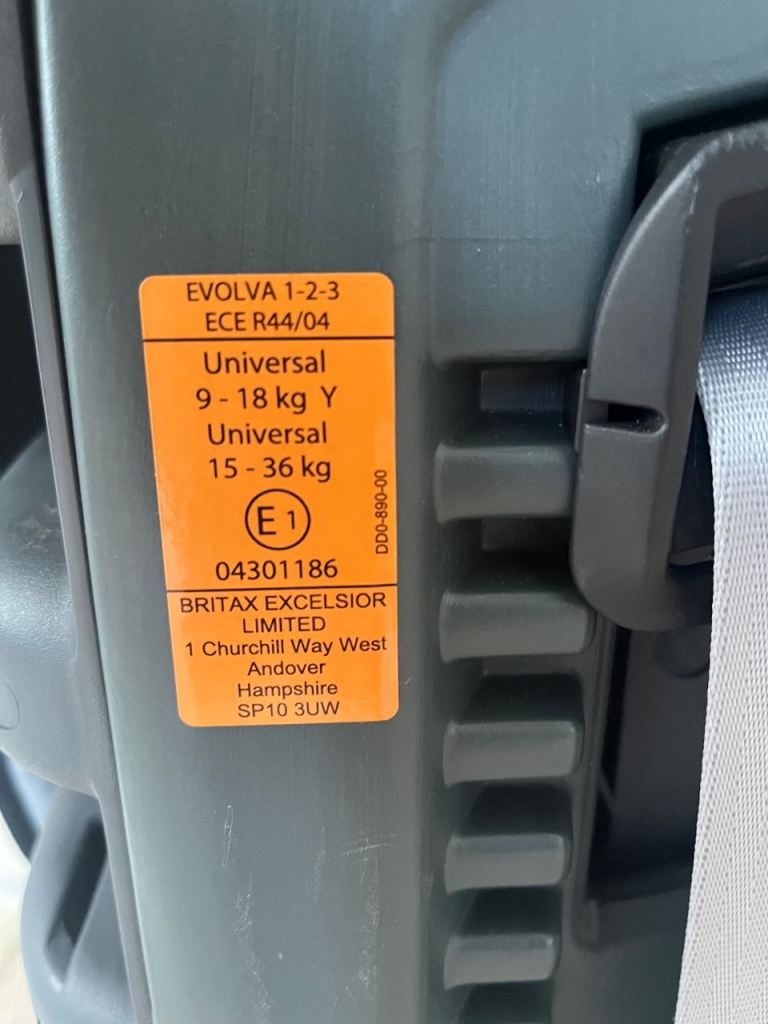 EVOLVA 1-2-3
ECE R44/04
Universal
9 - 18 kg Y
Universal
15 - 36 kg
E 1
DD0-890-00
04301186
BRITAX EXCELSIOR
LIMITED
1 Churchill Way West
Andover
Hampshire
SP10 3UW